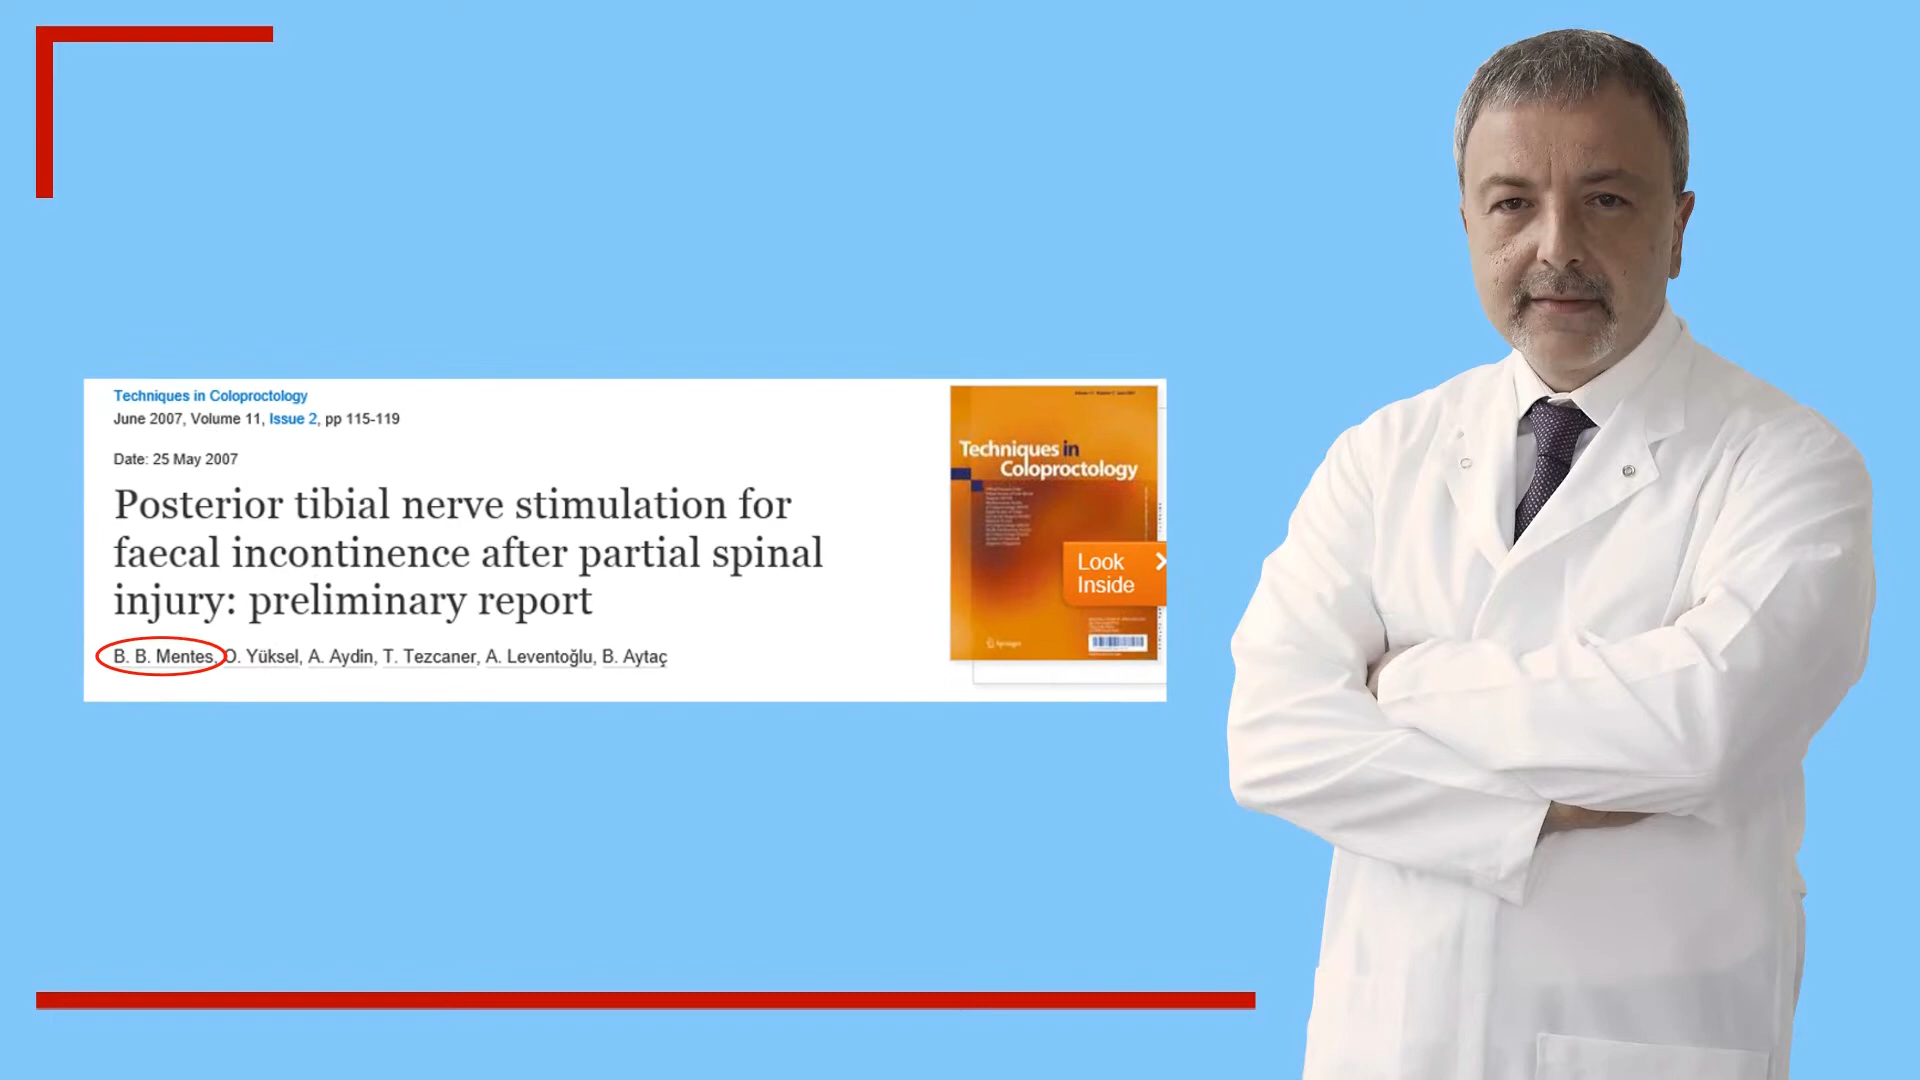 Techniques in Coloproctology
June 2007, Volume 11, Issue 2, pp 115-119
Date: 25 May 2007
Posterior tibial nerve stimulation for
faecal incontinence after partial spinal
injury: preliminary report
B. B. Mentes, O. Yüksel, A. Aydin, T. Tezcaner, A. Leventoğlu, B. Aytaç
Techniques in
Coloproctology
Look
Inside
Springer